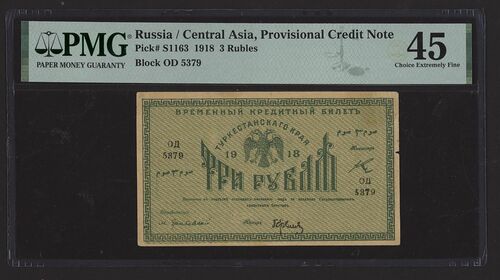 PMG
PAPER MONEY GUARANTY
Russia / Central Asia, Provisional Credit Note
Pick# S1163 1918 3 Rubles
Block OD 5379
45
Choice Extremely Fine
ВРЕМЕННЫЙ КРЕДИТНЫЙ БИЛЕТЪ
ТУРКЕСТАНСКАГО КРАЯ
ОД
5379
19 18
ТРИ РУБЛЯ
ОД
5379